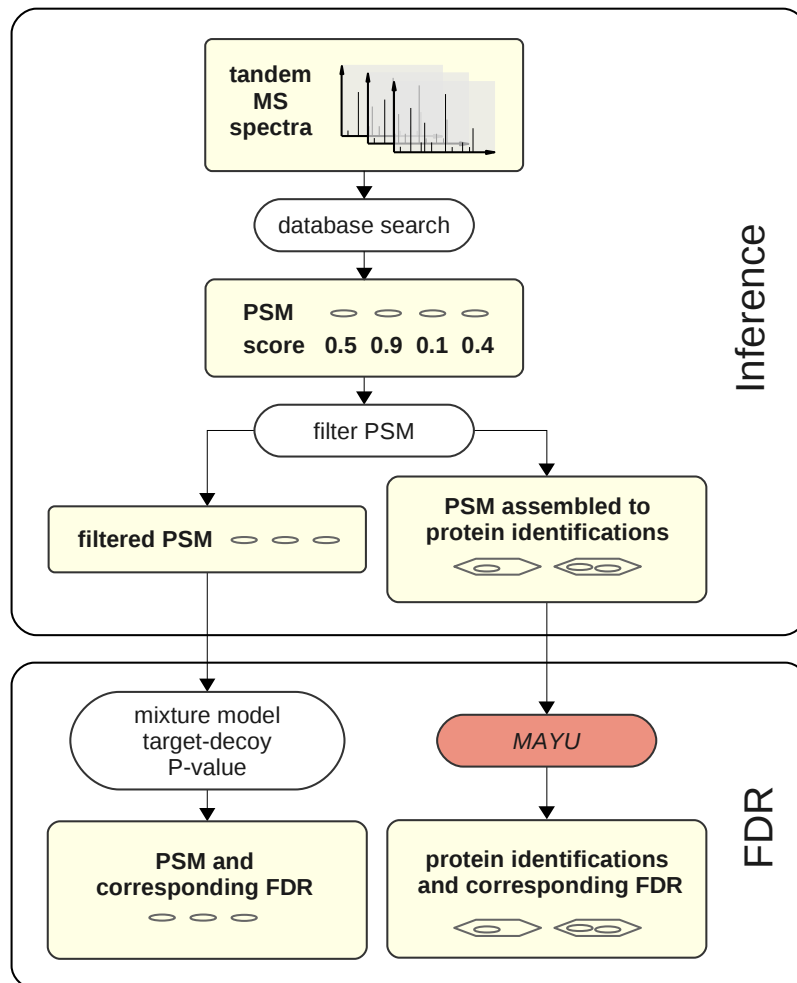 tandem
MS
spectra
database search
PSM
score 0.5 0.9 0.1 0.4
filter PSM
Inference
filtered PSM
PSM assembled to
protein identifications
mixture model
target-decoy
P-value
MAYU
FDR
PSM and
corresponding FDR
protein identifications
and corresponding FDR